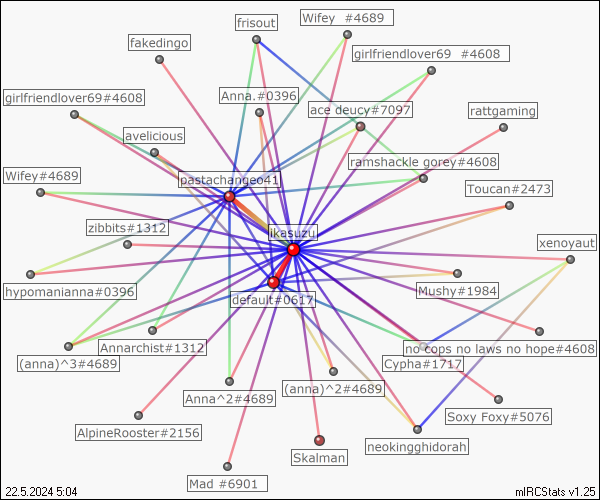 frisout
Wifey  #4689
fakedingo
girlfriendlover69  #4608
girlfriendlover69#4608
Anna.#0396
ace deucy#7097
rattgaming
avelicious
ramshackle gorey#4608
Wifey#4689
pastachangeo41
Toucan#2473
zibbits#1312
ikasuzu
xenoyaut
hypomanianna#0396
default#0617
Mushy#1984
Annarchist#1312
no cops no laws no hope#4608
(anna)^3#4689
Cypha#1717
Anna^2#4689
(anna)^2#4689
Soxy Foxy#5076
AlpineRooster#2156
neokingghidorah
Skalman
Mad #6901
22.5.2024 5:04
mIRCStats v1.25